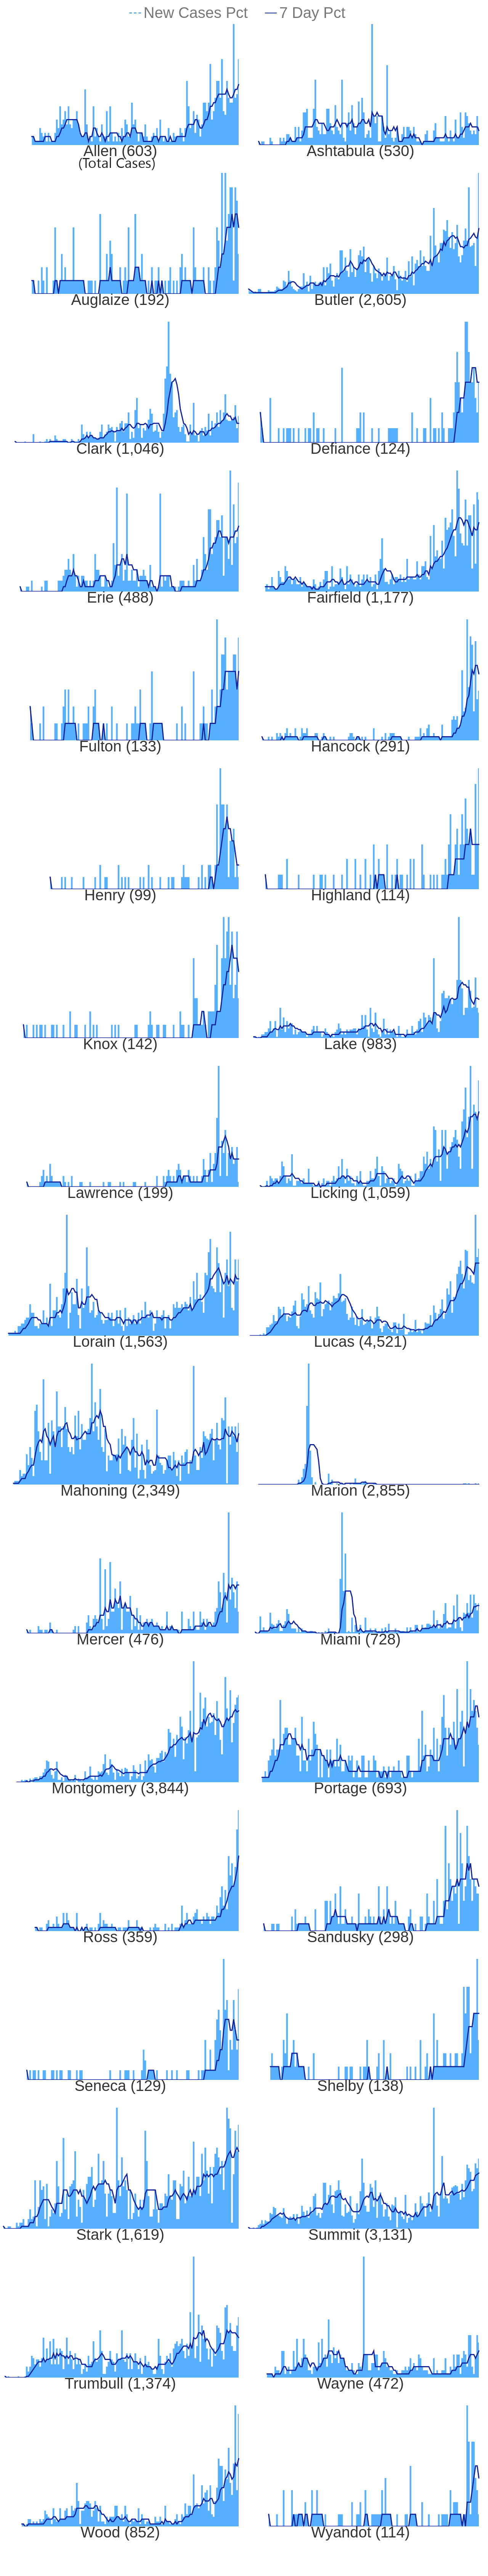 New Cases Pct 7 Day Pct
Allen (603) Ashtabula (530)
(Total Cases)
Auglaize (192) Butler (2,605)
Clark (1,046) Defiance (124)
Erie (488) Fairfield (1,177)
Fulton (133) Hancock (291)
Henry (99) Highland (114)
Knox (142) Lake (983)
Lawrence (199) Licking (1,059)
Lorain (1,563) Lucas (4,521)
Mahoning (2,349) Marion (2,855)
Mercer (476) Miami (728)
Montgomery (3,844) Portage (693)
Ross (359) Sandusky (298)
Seneca (129) Shelby (138)
Stark (1,619) Summit (3,131)
Trumbull (1,374) Wayne (472)
Wood (852) Wyandot (114)